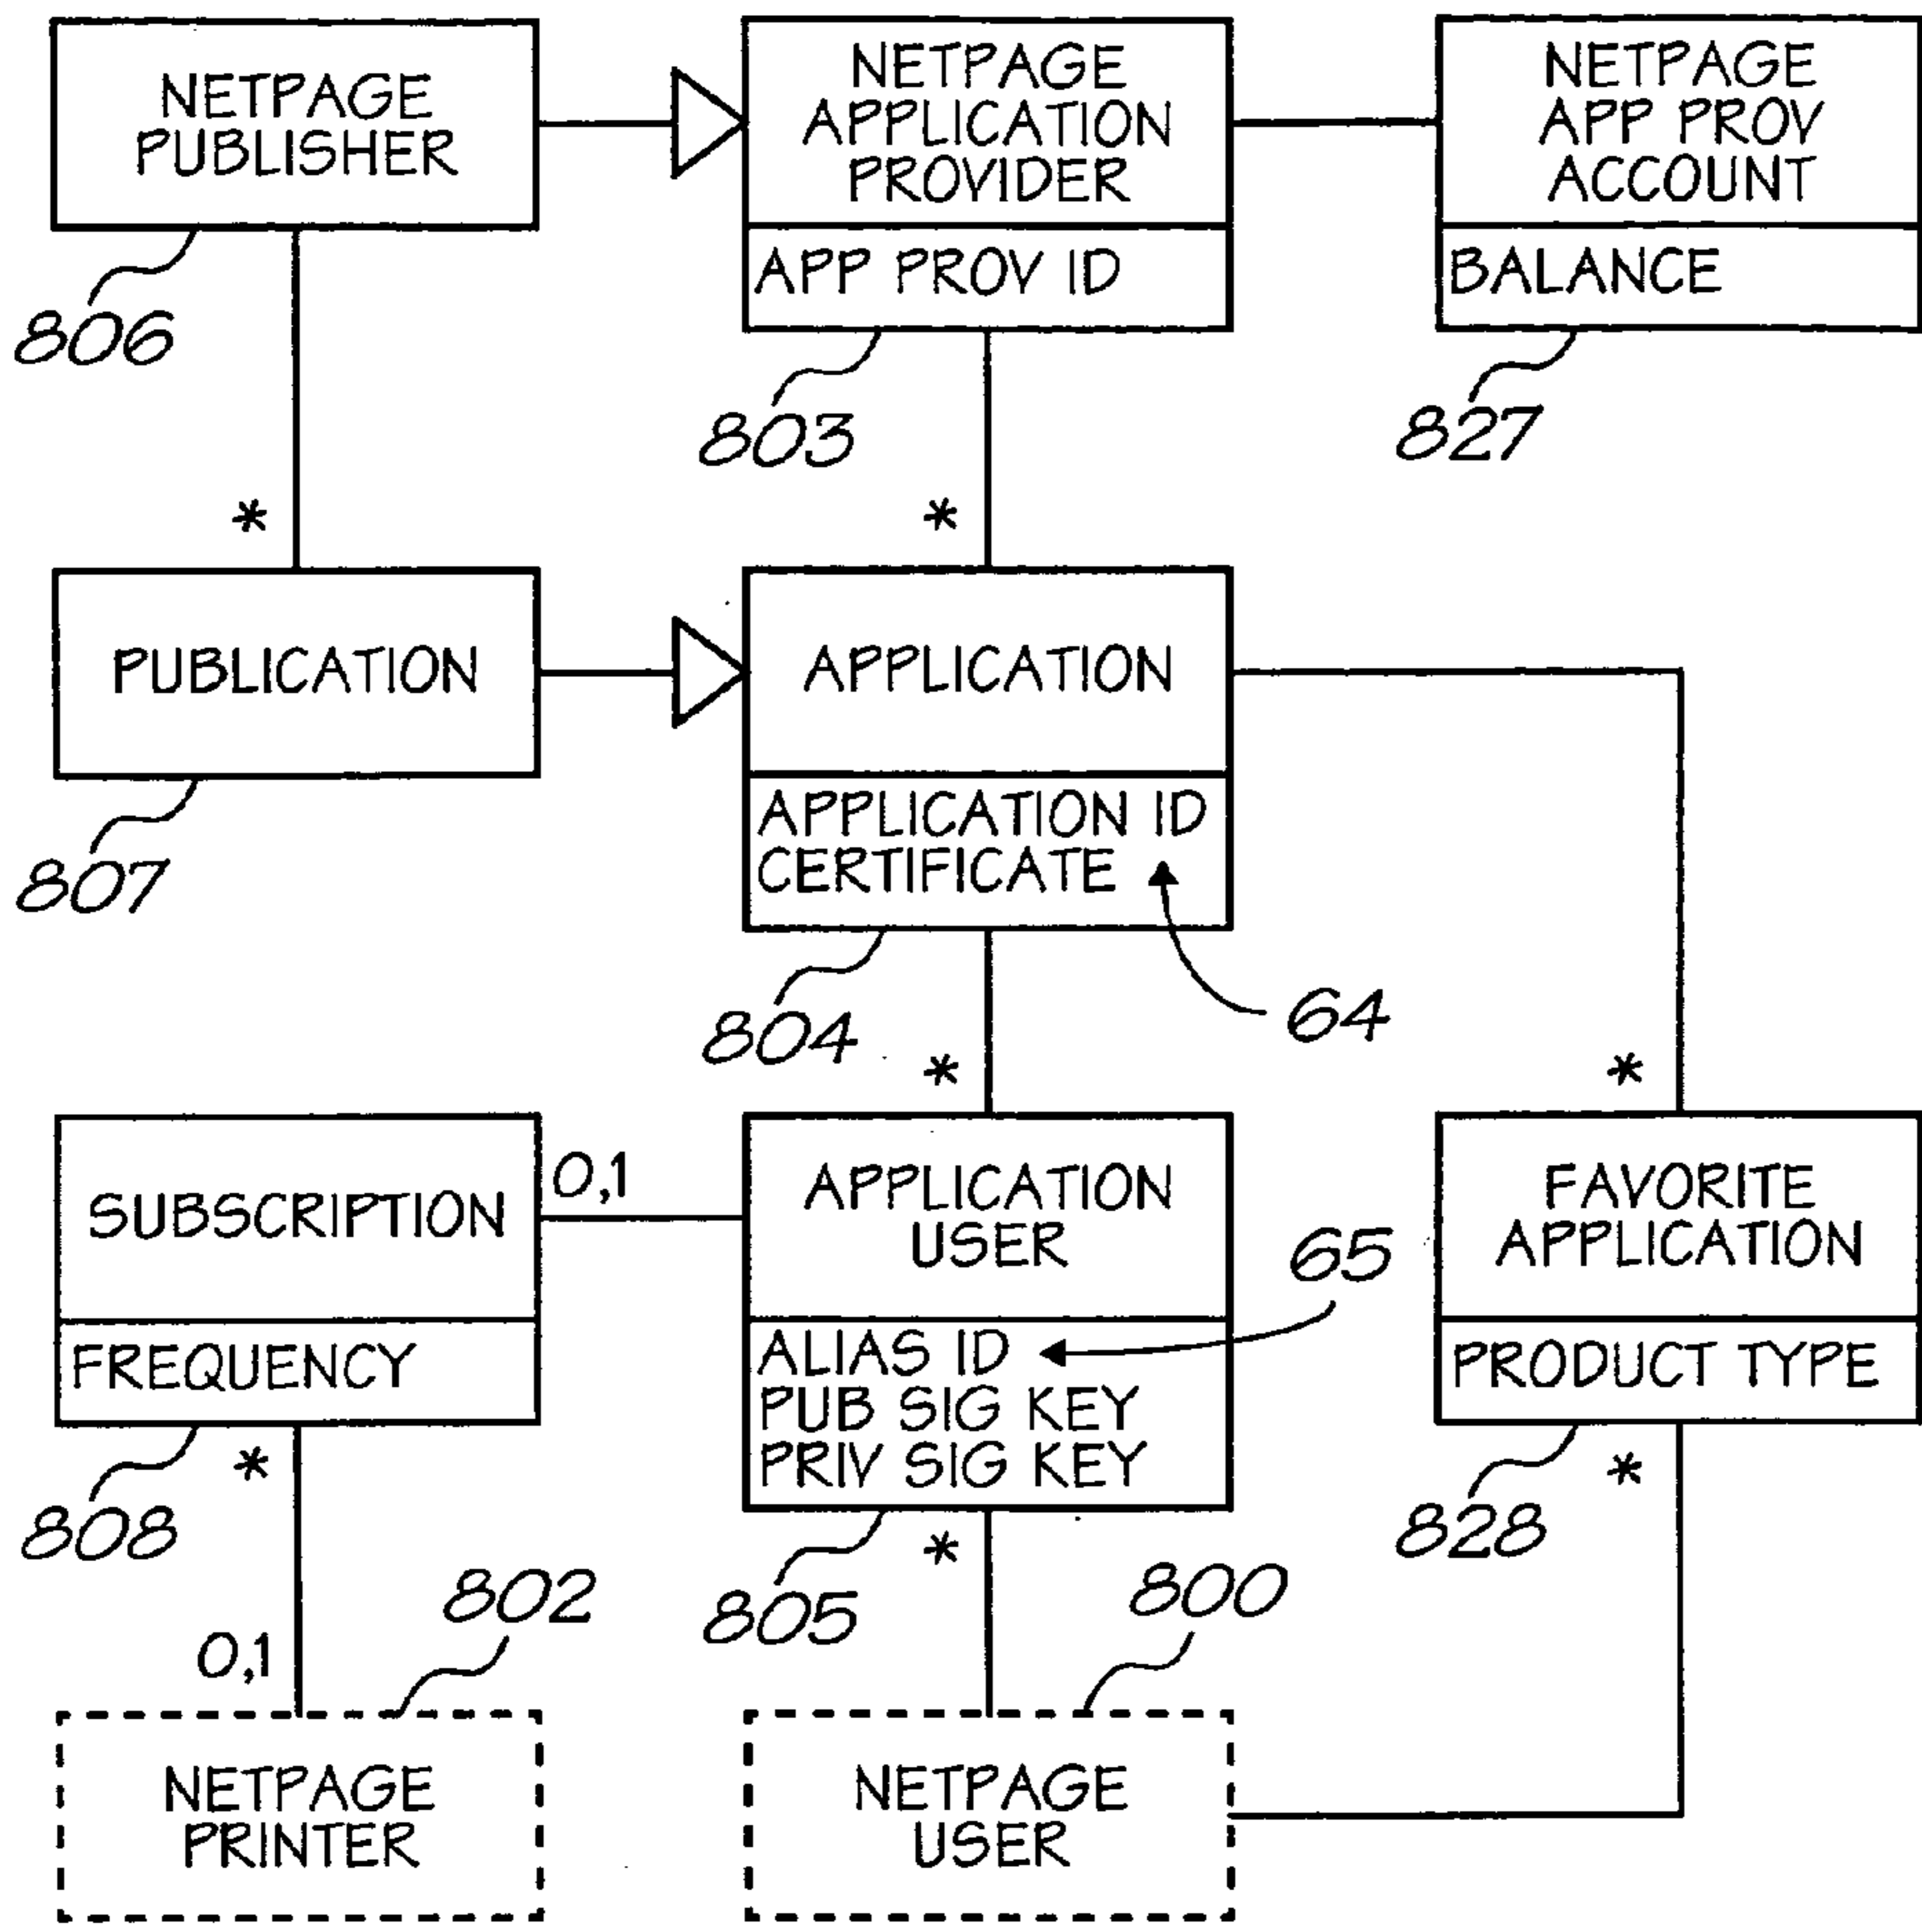 NETPAGE
PUBLISHER
806
NETPAGE
APPLICATION
PROVIDER
APP PROV ID
803
NETPAGE
APP PROV
ACCOUNT
BALANCE
827
*
*
PUBLICATION
807
APPLICATION
APPLICATION ID
CERTIFICATE
64
804
*
*
SUBSCRIPTION
FREQUENCY
0,1
808
*
APPLICATION
USER
ALIAS ID
PUB SIG KEY
PRIV SIG KEY
65
805
*
FAVORITE
APPLICATION
PRODUCT TYPE
828
*
802
0,1
800
NETPAGE
PRINTER
NETPAGE
USER